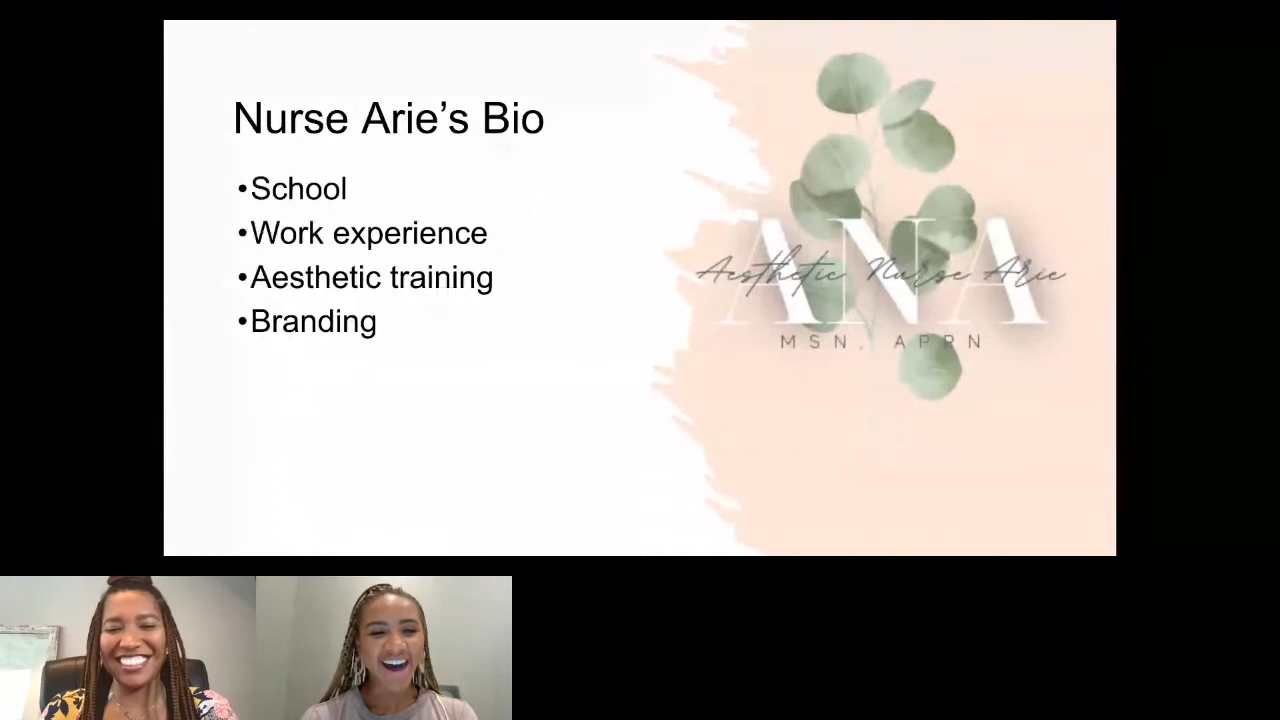 Nurse Arie’s Bio
•School
•Work experience
•Aesthetic training
•Branding
ANA
Aesthetic Nurse Arie
MSN, APRN